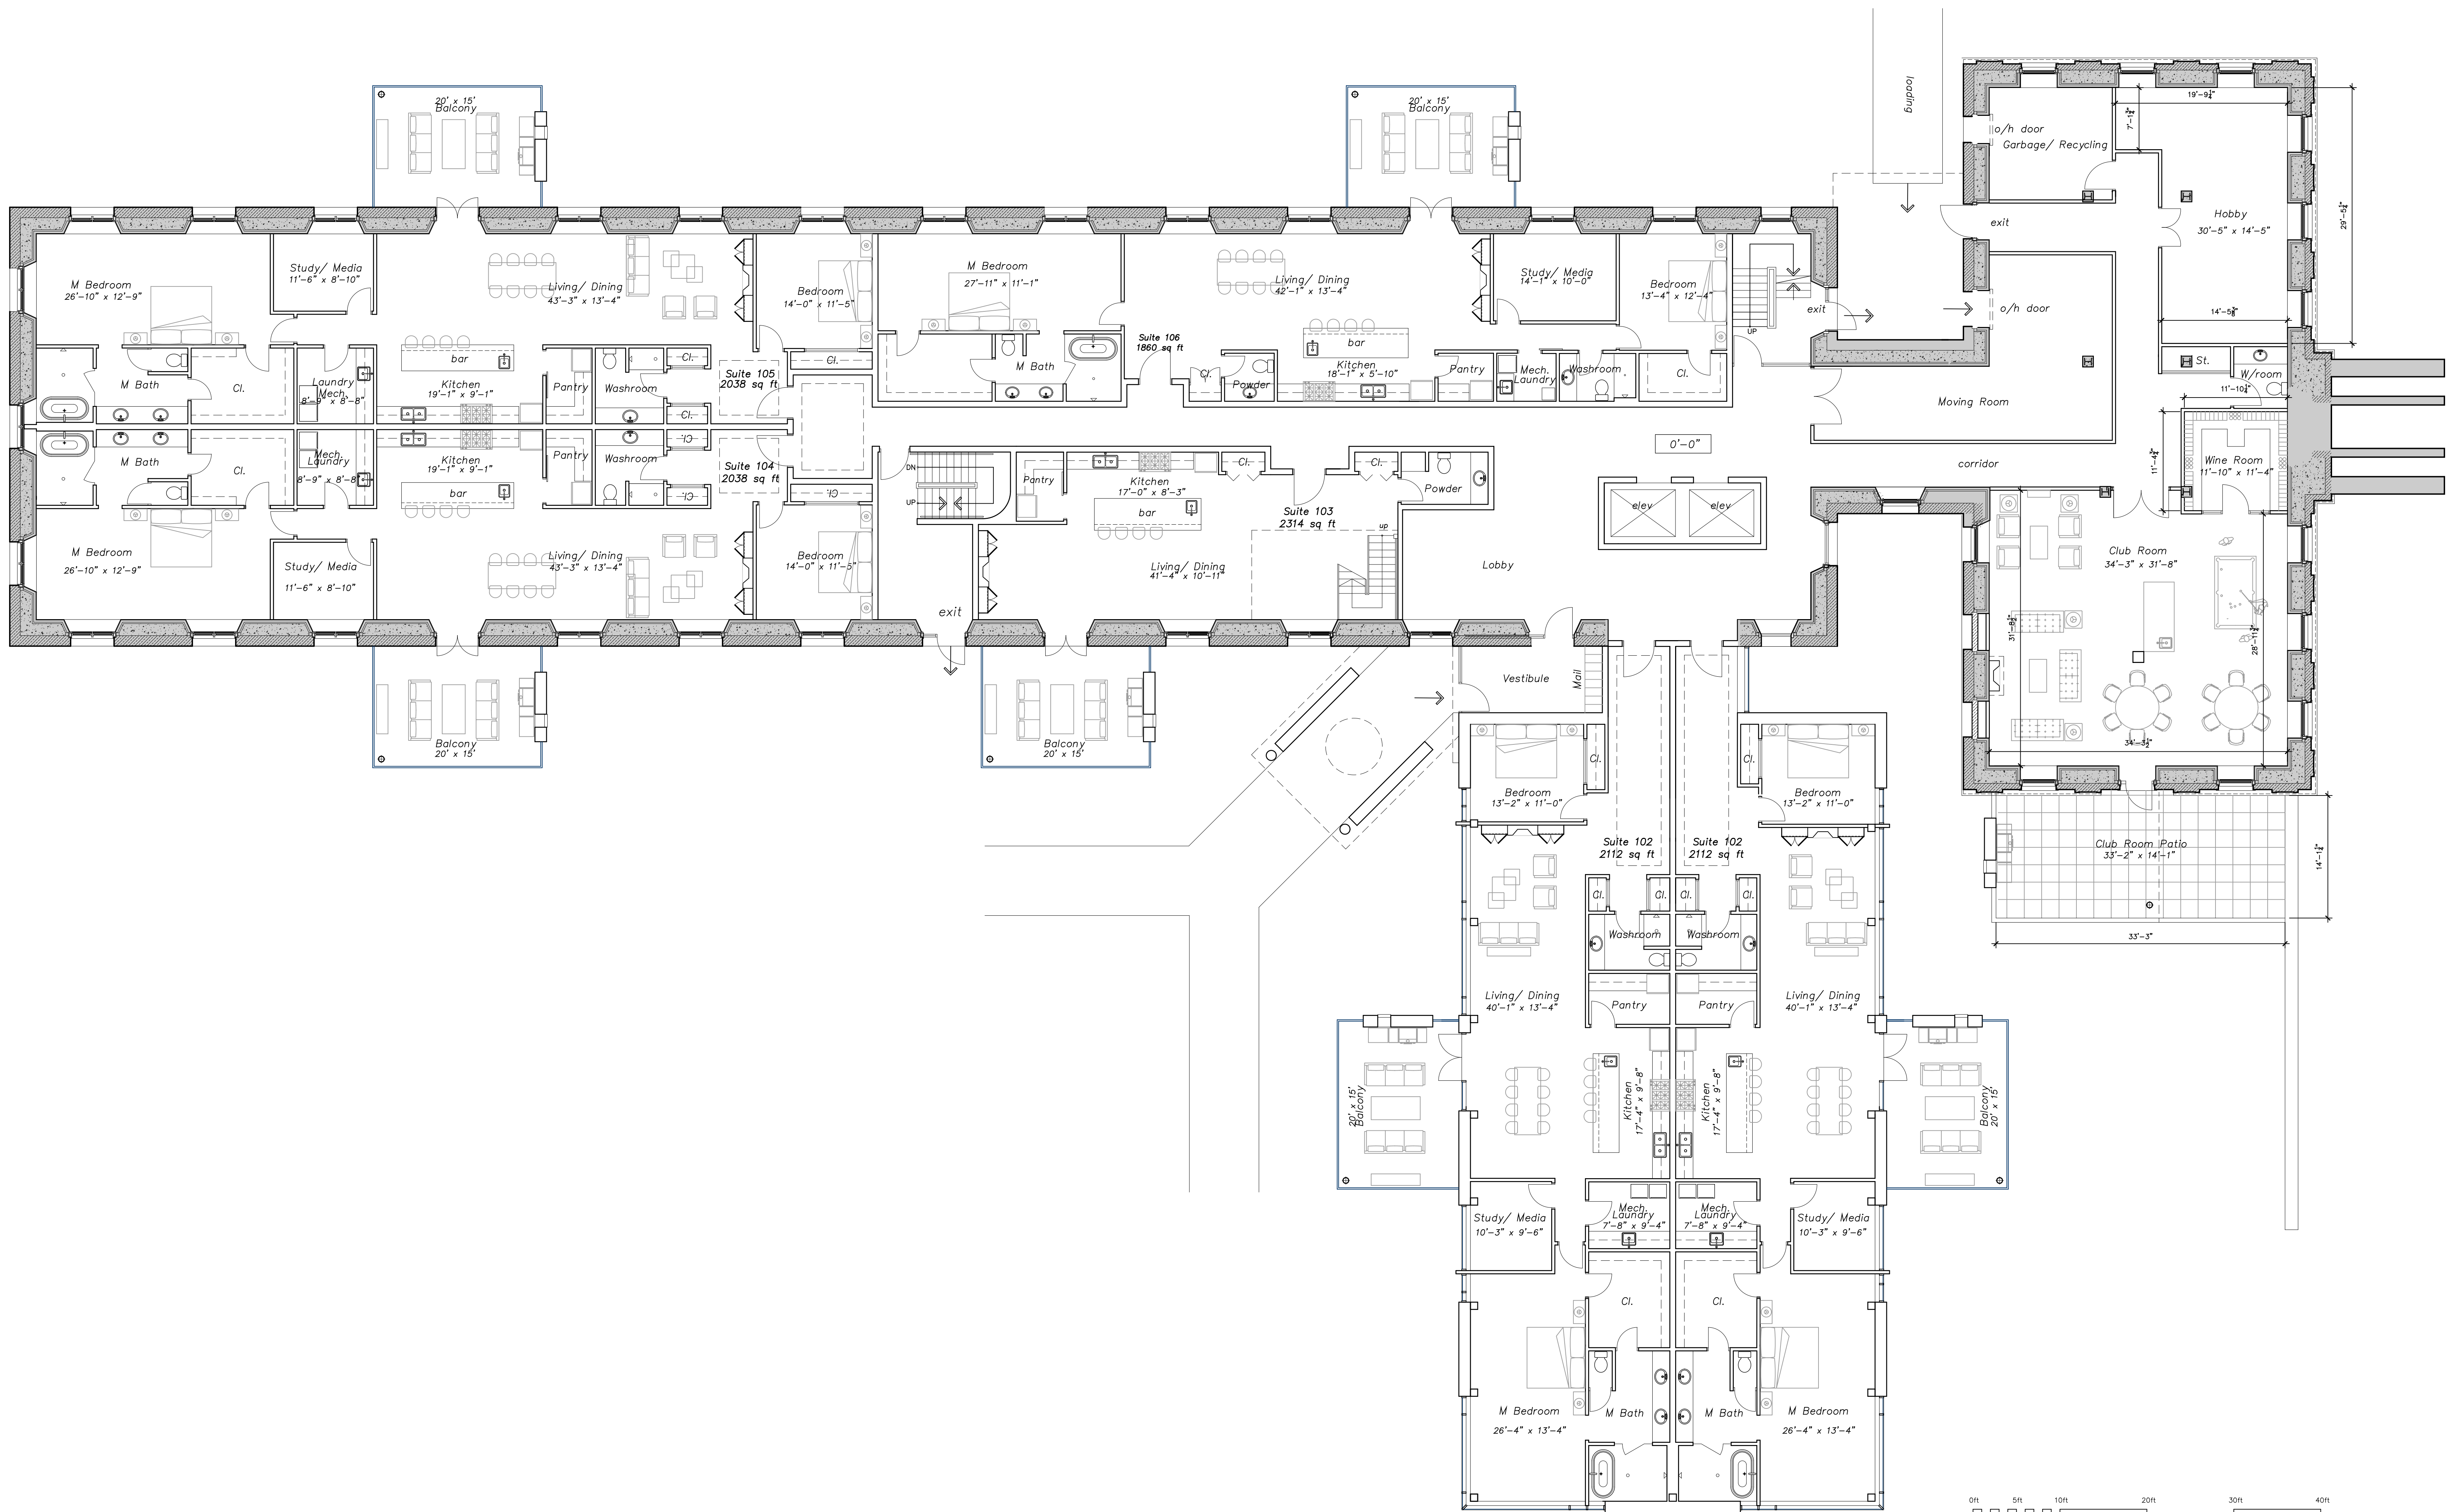 loading
20' x 15'
Balcony
20' x 15'
Balcony
19'-9¼"
o/h door
Garbage/ Recycling
exit
Hobby
30'-5" x 14'-5"
o/h door
St.
W/room
Moving Room
corridor
Wine Room
11'-10" x 11'-4"
M Bedroom
26'-10" x 12'-9"
Study/ Media
11'-6" x 8'-10"
Living/ Dining
43'-3" x 13'-4"
Bedroom
14'-0" x 11'-5"
M Bath
Cl.
Laundry
Mech.
8'-9" x 8'-8"
bar
Kitchen
19'-1" x 9'-1"
Pantry
Washroom
Cl.
Cl.
Suite 105
2038 sq ft
Cl.
M Bedroom
27'-11" x 11'-1"
M Bath
Suite 106
1860 sq ft
Cl.
Powder
Living/ Dining
42'-1" x 13'-4"
bar
Kitchen
18'-1" x 5'-10"
Pantry
Study/ Media
14'-1" x 10'-0"
Mech.
Laundry
Washroom
Bedroom
13'-4" x 12'-4"
Cl.
UP
exit
M Bath
Cl.
Mech.
Laundry
8'-9" x 8'-8"
Kitchen
19'-1" x 9'-1"
bar
Pantry
Washroom
Cl.
Cl.
Suite 104
2038 sq ft
Cl.
M Bedroom
26'-10" x 12'-9"
Study/ Media
11'-6" x 8'-10"
Living/ Dining
43'-3" x 13'-4"
Bedroom
14'-0" x 11'-5"
DN
UP
exit
Pantry
Kitchen
17'-0" x 8'-3"
bar
Cl.
Cl.
Powder
Suite 103
2314 sq ft
up
Living/ Dining
41'-4" x 10'-11"
0'-0"
elev
elev
Lobby
Vestibule
Mail
Club Room
34'-3" x 31'-8"
Balcony
20' x 15'
Balcony
20' x 15'
Bedroom
13'-2" x 11'-0"
Cl.
Cl.
Bedroom
13'-2" x 11'-0"
Suite 102
2112 sq ft
Suite 102
2112 sq ft
Club Room Patio
33'-2" x 14'-1"
33'-3"
Cl.
Cl.
Cl.
Cl.
Washroom
Washroom
Living/ Dining
40'-1" x 13'-4"
Pantry
Pantry
Living/ Dining
40'-1" x 13'-4"
20' x 15'
Balcony
Kitchen
17'-4" x 9'-8"
Kitchen
17'-4" x 9'-8"
Balcony
20' x 15'
Study/ Media
10'-3" x 9'-6"
Mech.
Laundry
7'-8" x 9'-4"
Mech.
Laundry
7'-8" x 9'-4"
Study/ Media
10'-3" x 9'-6"
Cl.
Cl.
M Bedroom
26'-4" x 13'-4"
M Bath
M Bath
M Bedroom
26'-4" x 13'-4"
0ft 5ft 10ft 20ft 30ft 40ft